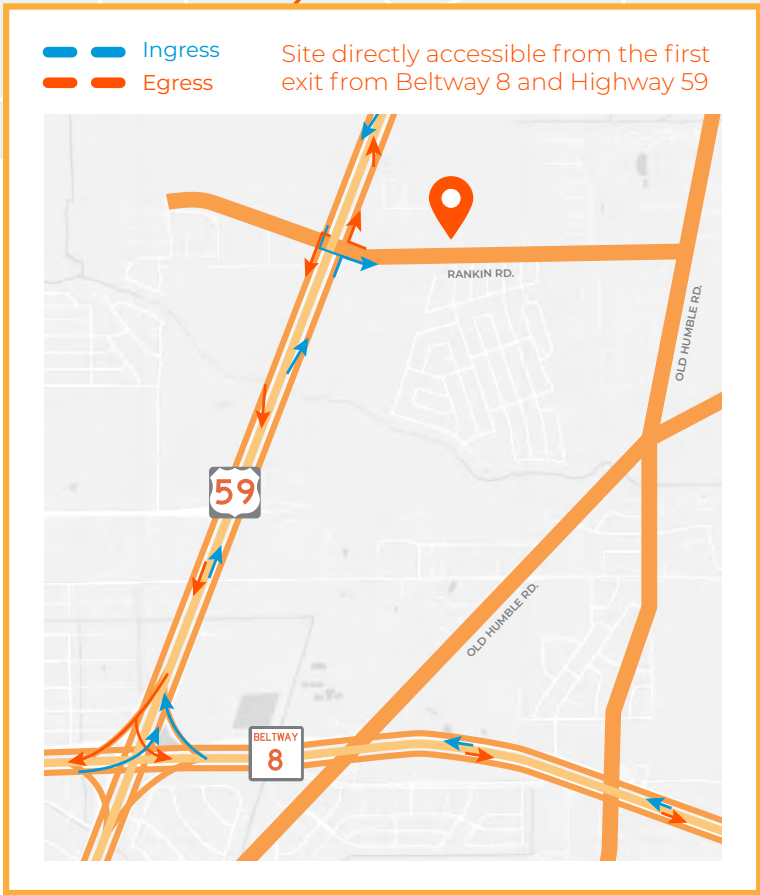 Ingress
Egress
Site directly accessible from the first
exit from Beltway 8 and Highway 59
RANKIN RD.
OLD HUMBLE RD.
59
OLD HUMBLE RD.
BELTWAY
8